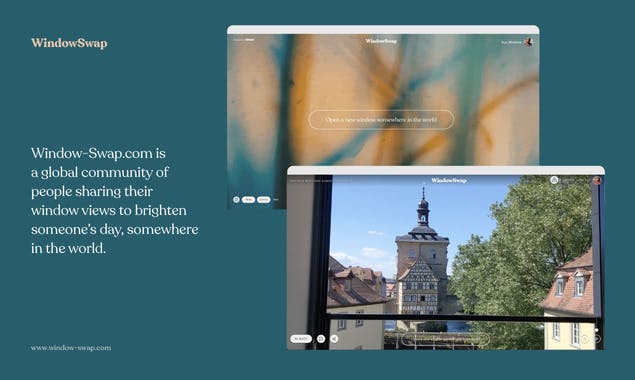 WindowSwap
WindowSwap
Open a new window somewhere in the world
WindowSwap
Window-Swap.com is
a global community of
people sharing their
window views to brighten
someone's day, somewhere
in the world.
www.window-swap.com